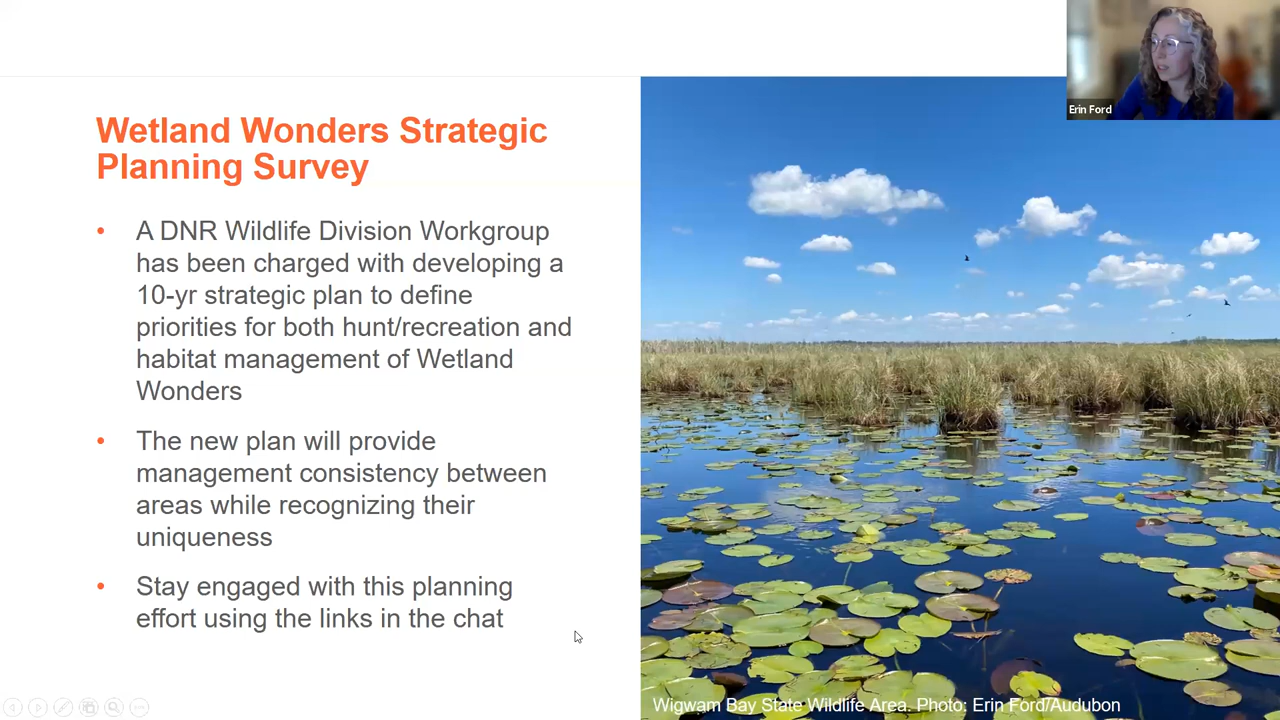 Erin Ford
Wetland Wonders Strategic
Planning Survey
• A DNR Wildlife Division Workgroup
has been charged with developing a
10-yr strategic plan to define
priorities for both hunt/recreation and
habitat management of Wetland
Wonders
• The new plan will provide
management consistency between
areas while recognizing their
uniqueness
• Stay engaged with this planning
effort using the links in the chat
Wigwam Bay State Wildlife Area. Photo: Erin Ford/Audubon